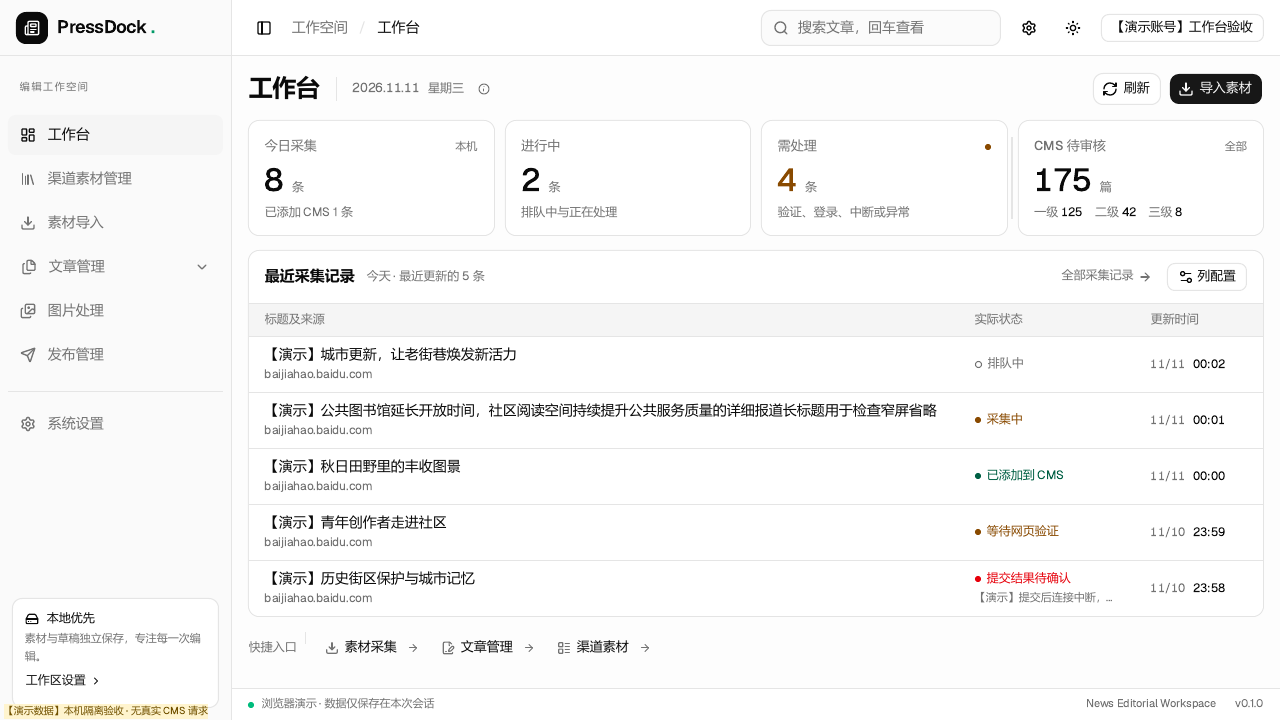 PressDock.
编辑工作空间
工作台
渠道素材管理
素材导入
文章管理
图片处理
发布管理
系统设置
本地优先
素材与草稿独立保存，专注每一次编辑。
工作区设置
【演示数据】本机隔离验收 · 无真实 CMS 请求
工作空间 / 工作台
搜索文章，回车查看
【演示账号】工作台验收
工作台
2026.11.11 星期三
刷新
导入素材
今日采集 本机
8 条
已添加 CMS 1 条
进行中
2 条
排队中与正在处理
需处理
4 条
验证、登录、中断或异常
CMS 待审核 全部
175 篇
一级 125 二级 42 三级 8
最近采集记录 今天 · 最近更新的 5 条
全部采集记录 →
列配置
标题及来源 实际状态 更新时间
【演示】城市更新，让老街巷焕发新活力
baijiahao.baidu.com
排队中
11/11 00:02
【演示】公共图书馆延长开放时间，社区阅读空间持续提升公共服务质量的详细报道长标题用于检查窄屏省略
baijiahao.baidu.com
采集中
11/11 00:01
【演示】秋日田野里的丰收图景
baijiahao.baidu.com
已添加到 CMS
11/11 00:00
【演示】青年创作者走进社区
baijiahao.baidu.com
等待网页验证
11/10 23:59
【演示】历史街区保护与城市记忆
baijiahao.baidu.com
提交结果待确认
【演示】提交后连接中断，…
11/10 23:58
快捷入口
素材采集 →
文章管理 →
渠道素材 →
浏览器演示 · 数据仅保存在本次会话
News Editorial Workspace v0.1.0